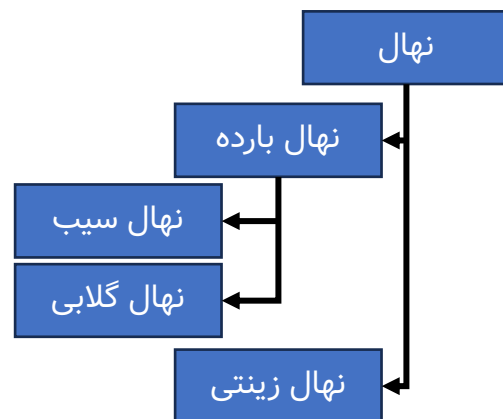 نهال
نهال بارده
نهال سیب
نهال گلابی
نهال زینتی